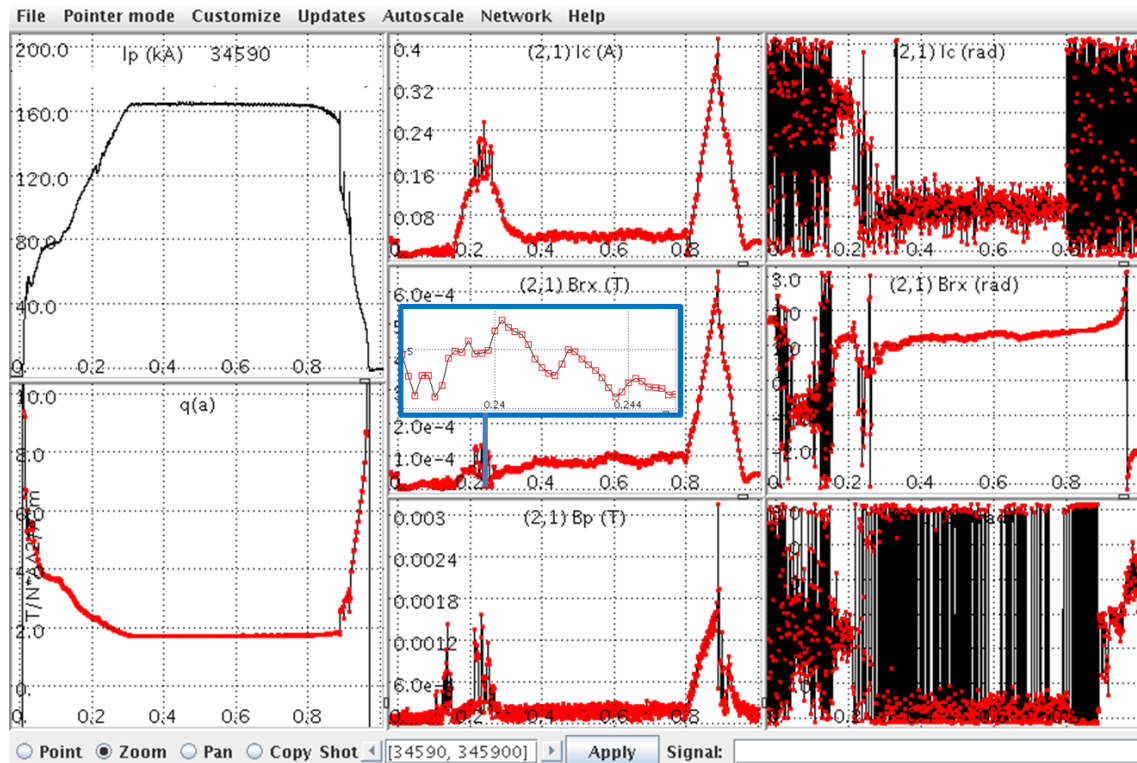 File Pointer mode Customize Updates Autoscale Network Help
Ip (kA) 34590
200.0
160.0
120.0
80.0
40.0
0.2 0.4 0.6 0.8
q(a)
10.0
8.0
6.0
4.0
2.0
0.
0 0.2 0.4 0.6 0.8
(2,1) Ic (A)
0.4
0.32
0.24
0.16
0.08
0. 0.2 0.4 0.6 0.8
(2,1) Brx (T)
6.0e-4
2.0e-4
1.0e-4
0. 0.2 0.4 0.6 0.8
0.24 0.244
(2,1) Bp (T)
0.003
0.0024
0.0018
0.0012
6.0e-4
0. 0.2 0.4 0.6 0.8
(2,1) Ic (rad)
0.2 0.4 0.6 0.8
(2,1) Brx (rad)
3.0
0.2 0.4 0.6 0.8
0.2 0.4 0.6 0.8
Point Zoom Pan Copy Shot [34590, 345900] Apply Signal: